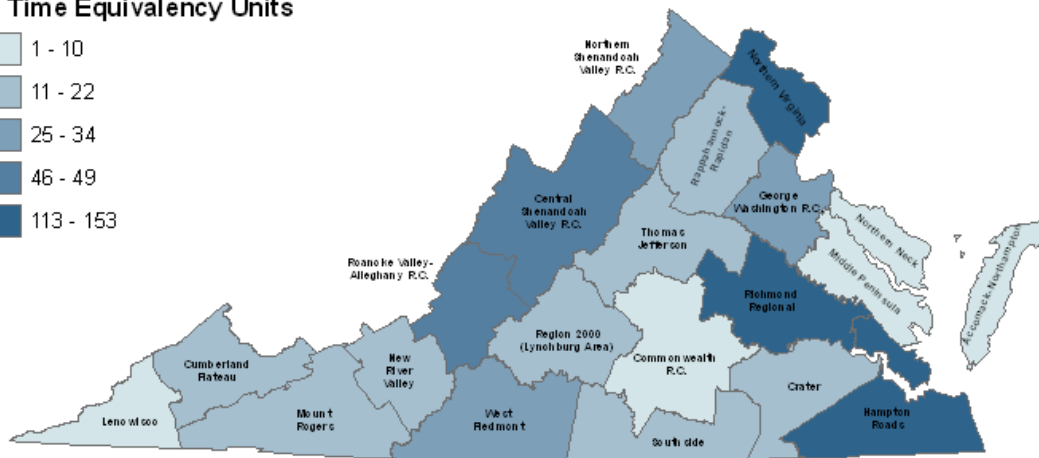 Time Equivalency Units
1 - 10
11 - 22
25 - 34
46 - 49
113 - 153
Northern
Shenandoah
Valley R.C.
Northern Virginia
Rappahannock-
Rapidan
Central
Shenandoah
Valley R.C.
George
Washington R.C.
Northern Neck
Thomas
Jefferson
Middle Peninsula
Accomack-Northampton
Roanoke Valley-
Alleghany R.C.
Richmond
Regional
Region 2000
(Lynchburg Area)
Commonwealth
R.C.
Cumberland
Plateau
New
River
Valley
Crater
Lenowisco
Mount
Rogers
West
Piedmont
Southside
Hampton
Roads